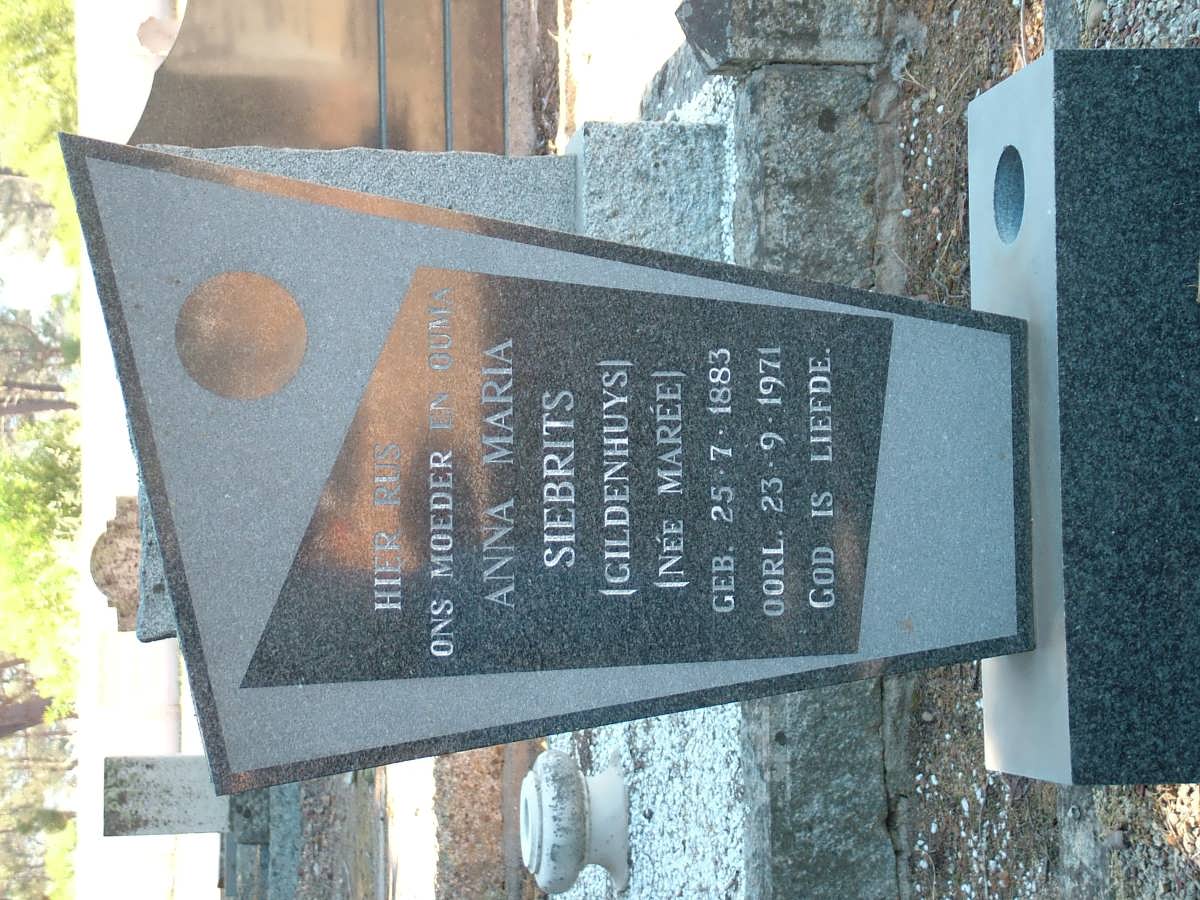 HIER RUS
ONS MOEDER EN OUMA
ANNA MARIA
SIEBRITS
(GILDENHUYS)
(NÉE MARÉE)
GEB. 25·7·1883
OORL. 23·9·1971
GOD IS LIEFDE.